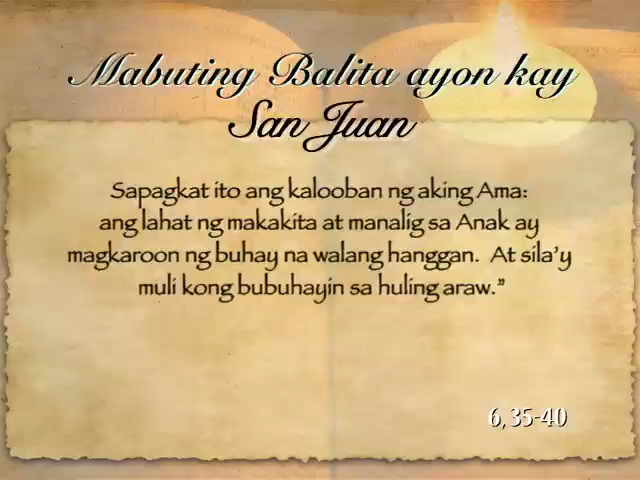 Mabuting Balita ayon kay
San Juan
Sapagkat ito ang kalooban ng aking Ama:
ang lahat ng makakita at manalig sa Anak ay
magkaroon ng buhay na walang hanggan. At sila'y
muli kong bubuhayin sa huling araw."
6, 35-40